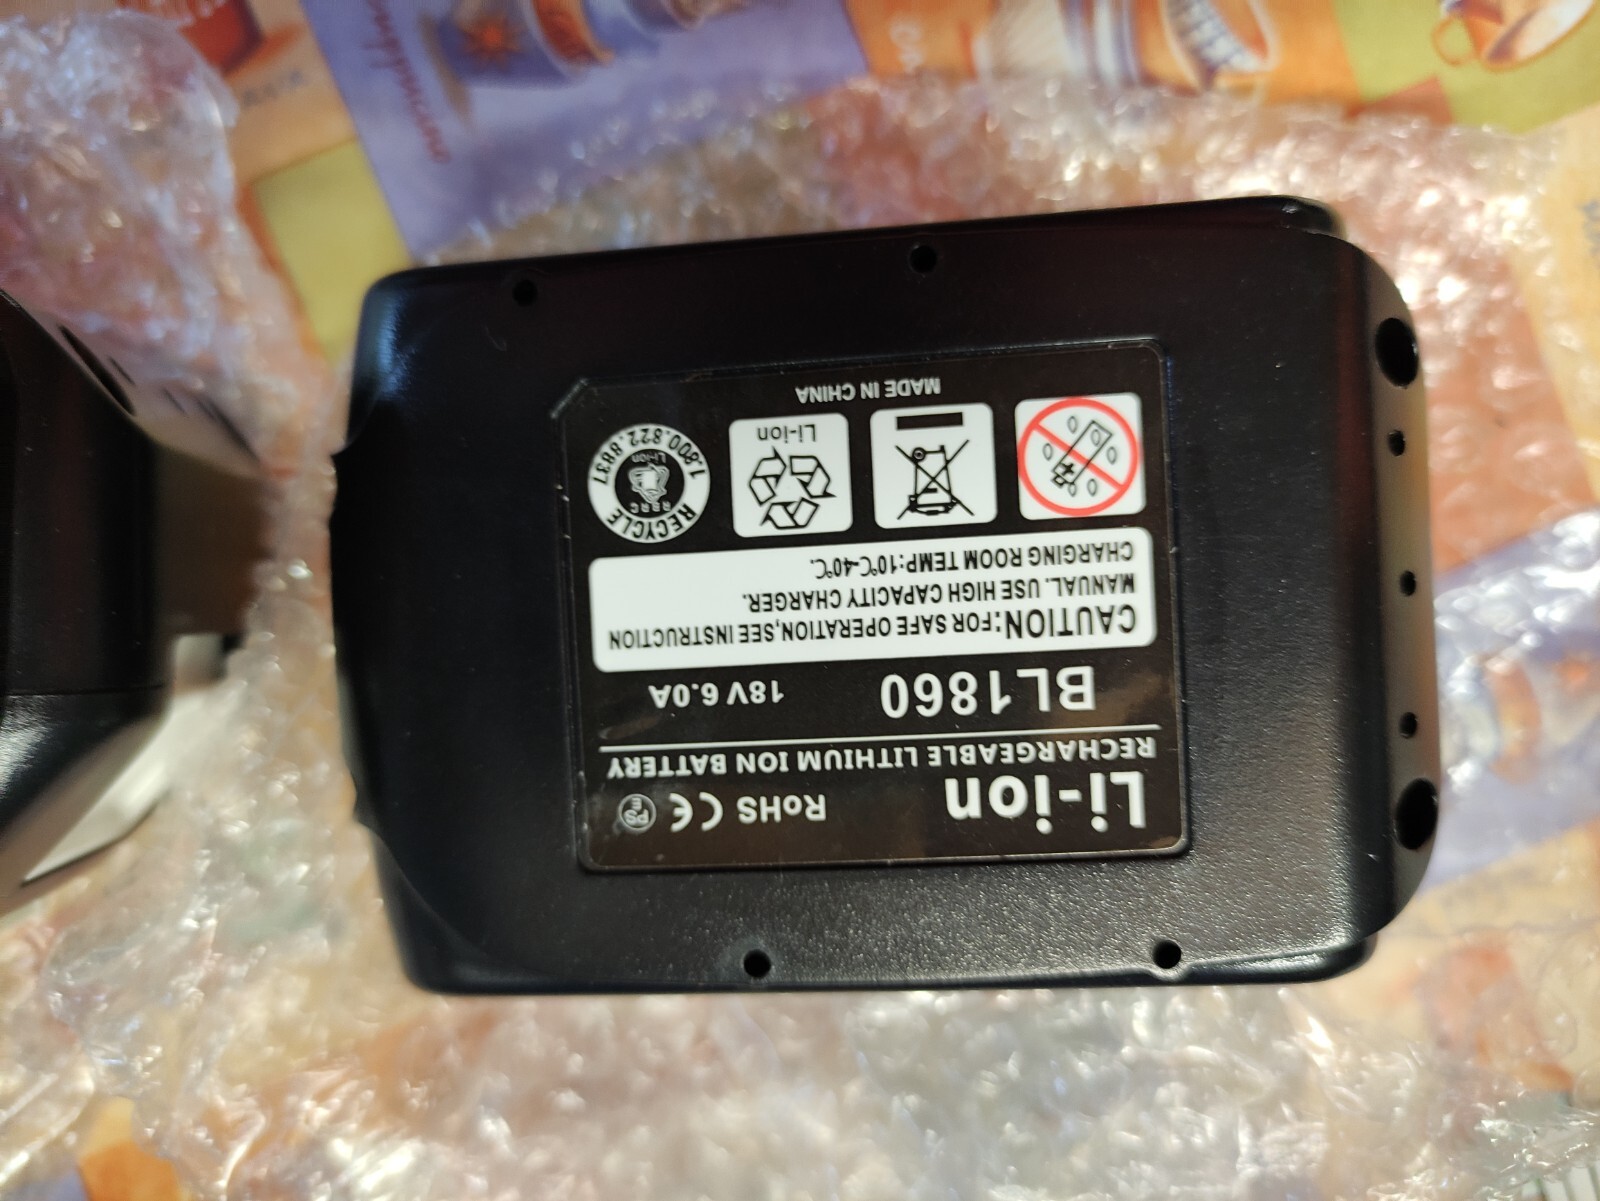 Li-ion RoHS CE PS E
RECHARGEABLE LITHIUM ION BATTERY
BL1860 18V 6.0A
CAUTION:FOR SAFE OPERATION,SEE INSTRUCTION
MANUAL. USE HIGH CAPACITY CHARGER.
CHARGING ROOM TEMP:10℃-40℃.
RECYCLE
RBRC
Li-ion
1.800.822.8837
Li-ion
MADE IN CHINA